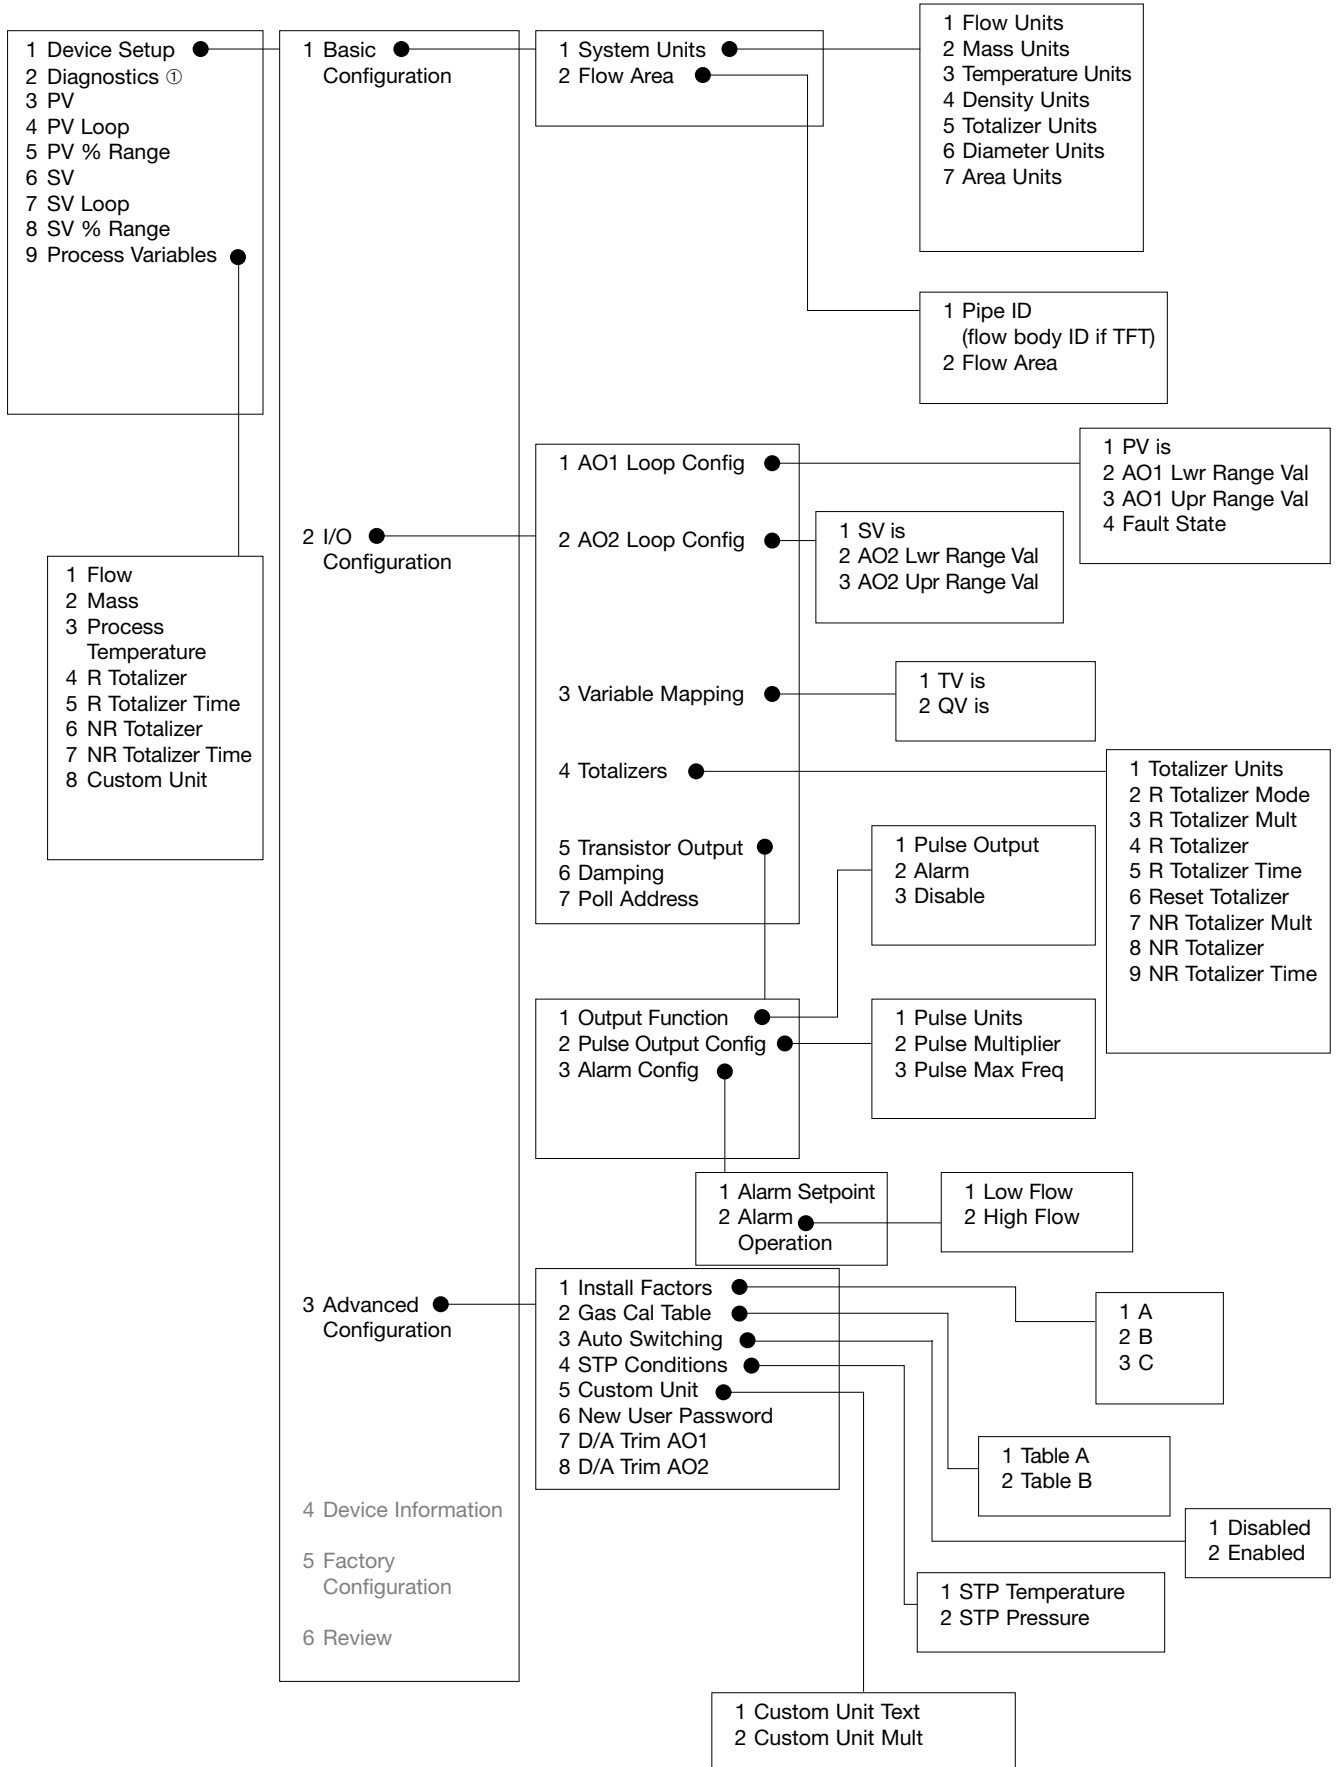 1 Device Setup
2 Diagnostics ①
3 PV
4 PV Loop
5 PV % Range
6 SV
7 SV Loop
8 SV % Range
9 Process Variables
1 Flow
2 Mass
3 Process
Temperature
4 R Totalizer
5 R Totalizer Time
6 NR Totalizer
7 NR Totalizer Time
8 Custom Unit
1 Basic
Configuration
2 I/O
Configuration
3 Advanced
Configuration
4 Device Information
5 Factory
Configuration
6 Review
1 System Units
2 Flow Area
1 Flow Units
2 Mass Units
3 Temperature Units
4 Density Units
5 Totalizer Units
6 Diameter Units
7 Area Units
1 Pipe ID
(flow body ID if TFT)
2 Flow Area
1 AO1 Loop Config
2 AO2 Loop Config
3 Variable Mapping
4 Totalizers
5 Transistor Output
6 Damping
7 Poll Address
1 PV is
2 AO1 Lwr Range Val
3 AO1 Upr Range Val
4 Fault State
1 SV is
2 AO2 Lwr Range Val
3 AO2 Upr Range Val
1 TV is
2 QV is
1 Totalizer Units
2 R Totalizer Mode
3 R Totalizer Mult
4 R Totalizer
5 R Totalizer Time
6 Reset Totalizer
7 NR Totalizer Mult
8 NR Totalizer
9 NR Totalizer Time
1 Pulse Output
2 Alarm
3 Disable
1 Output Function
2 Pulse Output Config
3 Alarm Config
1 Pulse Units
2 Pulse Multiplier
3 Pulse Max Freq
1 Alarm Setpoint
2 Alarm
Operation
1 Low Flow
2 High Flow
1 Install Factors
2 Gas Cal Table
3 Auto Switching
4 STP Conditions
5 Custom Unit
6 New User Password
7 D/A Trim AO1
8 D/A Trim AO2
1 A
2 B
3 C
1 Table A
2 Table B
1 Disabled
2 Enabled
1 STP Temperature
2 STP Pressure
1 Custom Unit Text
2 Custom Unit Mult